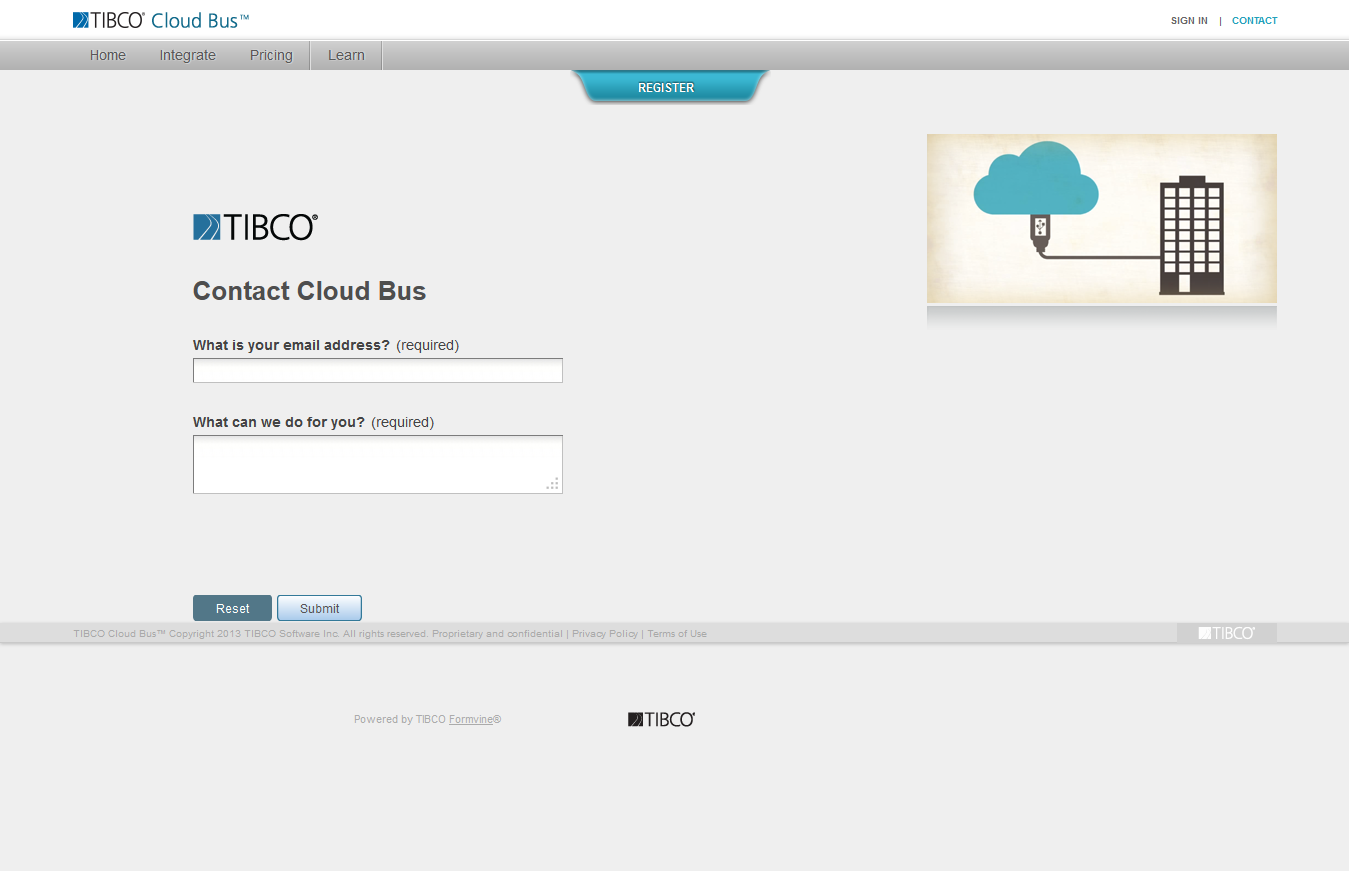 TIBCO® Cloud Bus™
SIGN IN | CONTACT
Home Integrate Pricing Learn
REGISTER
TIBCO®
Contact Cloud Bus
What is your email address? (required)
What can we do for you? (required)
Reset Submit
TIBCO Cloud Bus™ Copyright 2013 TIBCO Software Inc. All rights reserved. Proprietary and confidential | Privacy Policy | Terms of Use
TIBCO®
Powered by TIBCO Formvine®
TIBCO®